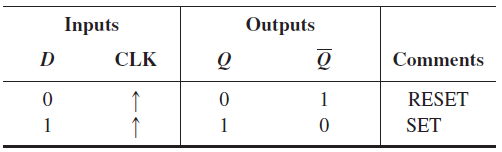 Inputs Outputs
D CLK Q Q̅ Comments
0 ↑ 0 1 RESET
1 ↑ 1 0 SET